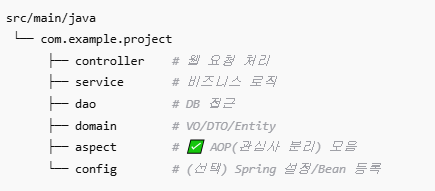 src/main/java
└── com.example.project
├── controller # 웹 요청 처리
├── service # 비즈니스 로직
├── dao # DB 접근
├── domain # VO/DTO/Entity
├── aspect # ✅ AOP(관심사 분리) 모음
└── config # (선택) Spring 설정/Bean 등록